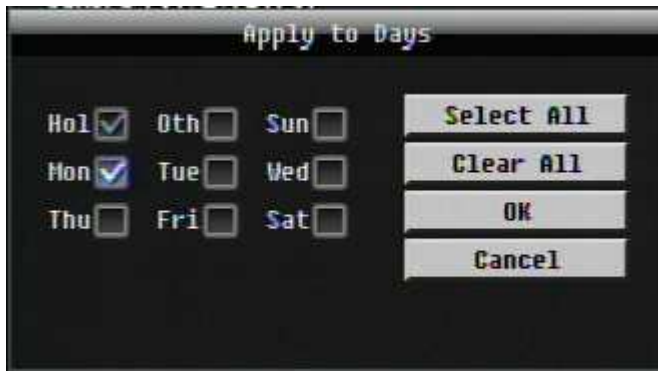 Apply to Days
Hol Oth Sun
Mon Tue Wed
Thu Fri Sat
Select All
Clear All
OK
Cancel